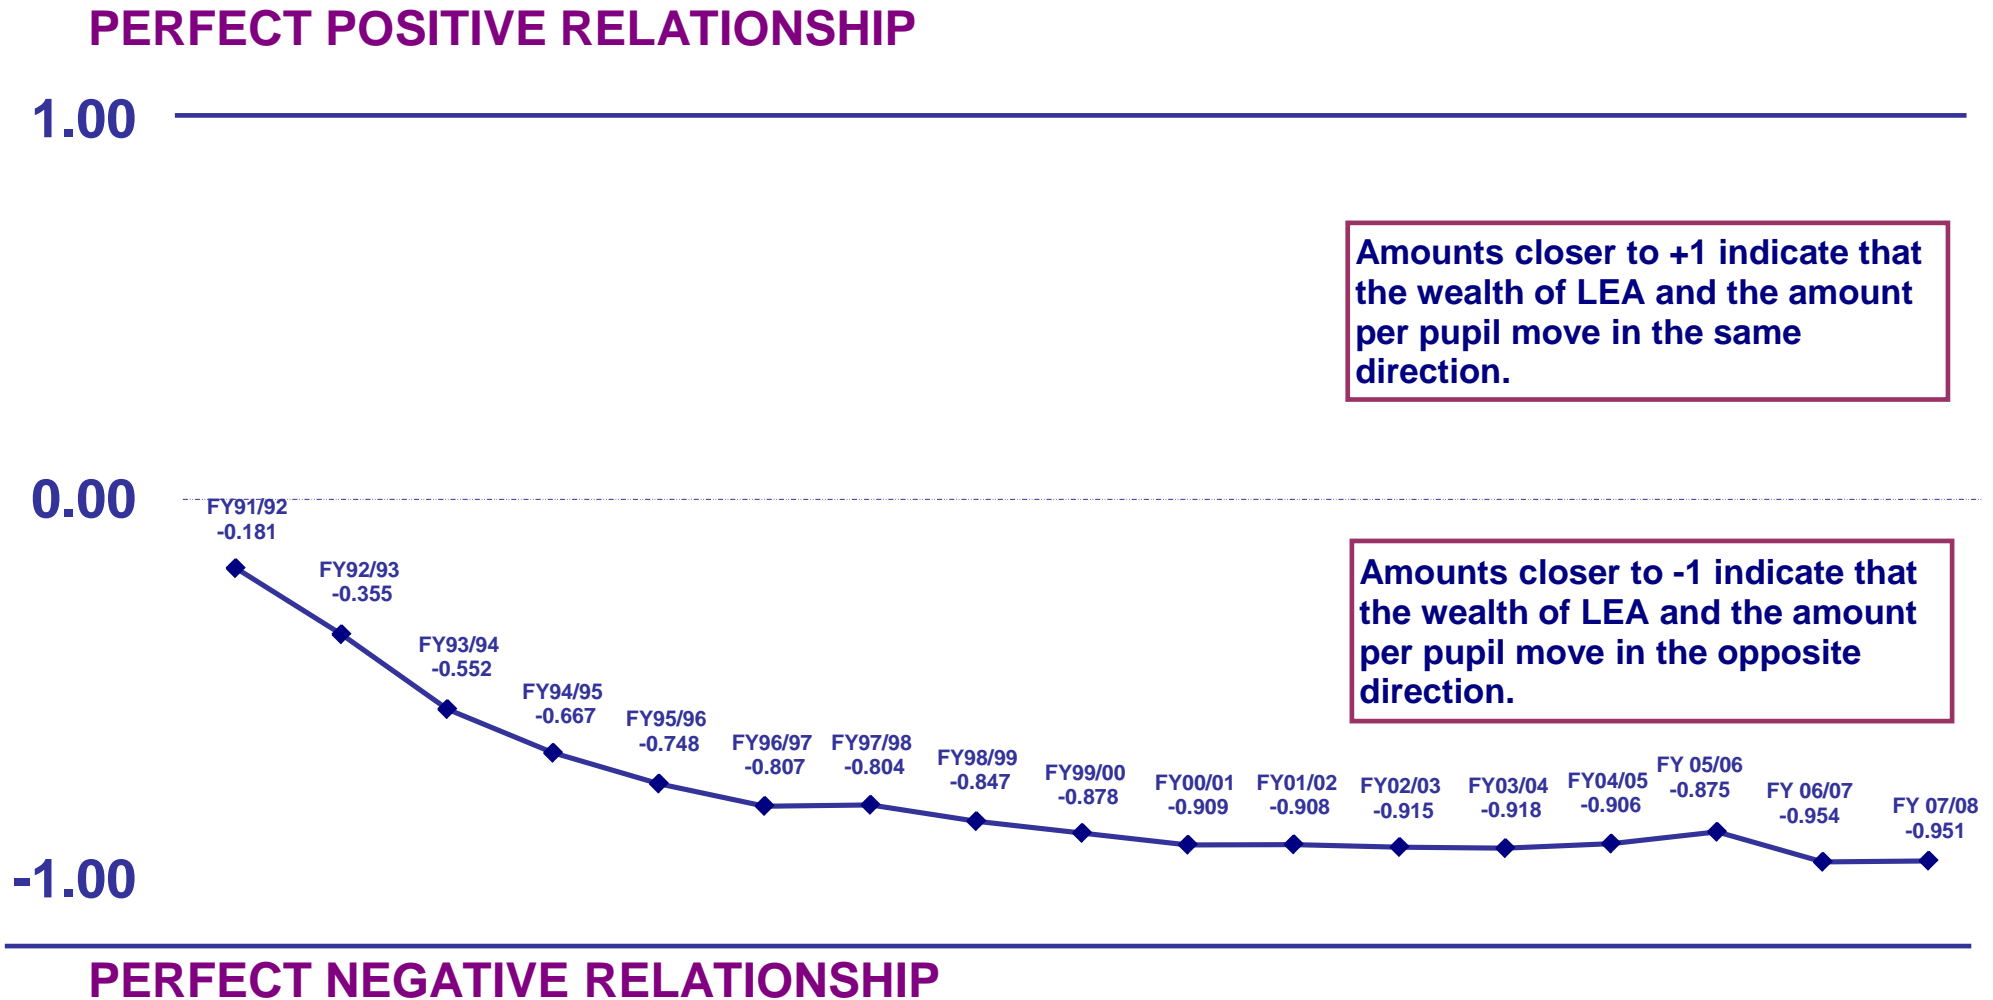 PERFECT POSITIVE RELATIONSHIP
1.00
Amounts closer to +1 indicate that
the wealth of LEA and the amount
per pupil move in the same
direction.
0.00
FY91/92
-0.181
FY92/93
-0.355
FY93/94
-0.552
FY94/95
-0.667
FY95/96
-0.748
FY96/97
-0.807
FY97/98
-0.804
FY98/99
-0.847
FY99/00
-0.878
FY00/01
-0.909
FY01/02
-0.908
FY02/03
-0.915
FY03/04
-0.918
FY04/05
-0.906
FY 05/06
-0.875
FY 06/07
-0.954
FY 07/08
-0.951
Amounts closer to -1 indicate that
the wealth of LEA and the amount
per pupil move in the opposite
direction.
-1.00
PERFECT NEGATIVE RELATIONSHIP